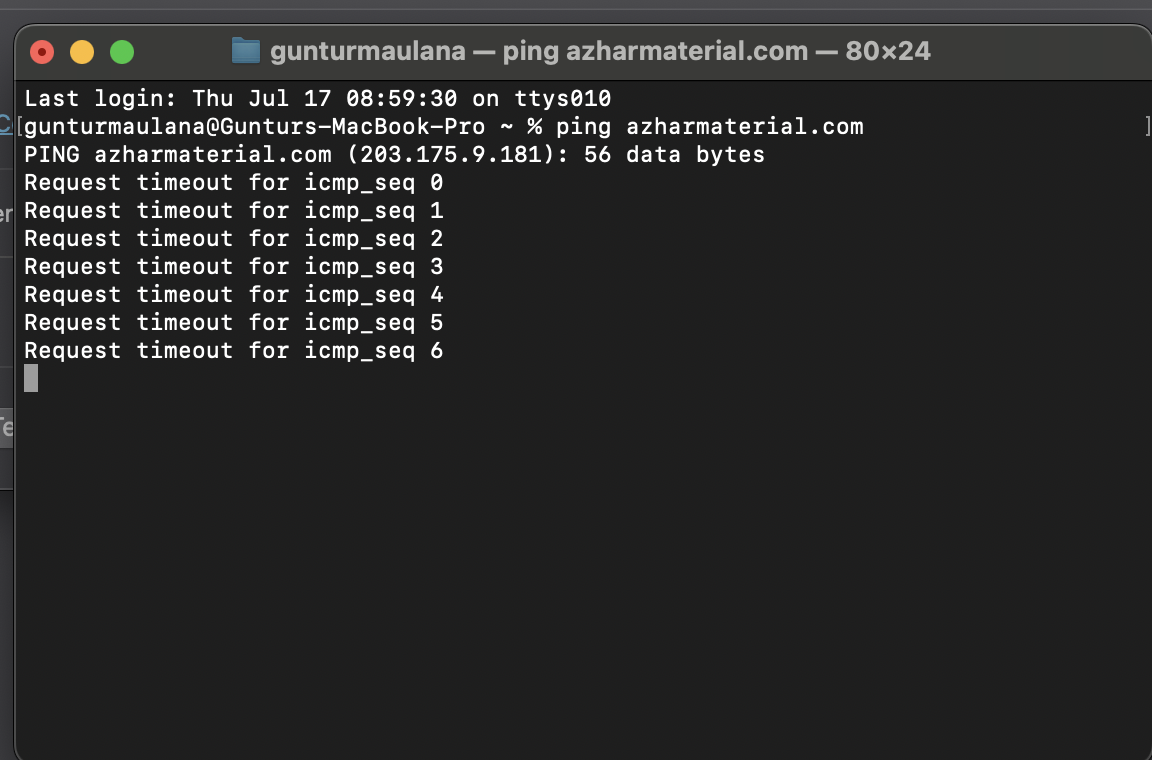 gunturmaulana — ping azharmaterial.com — 80×24
Last login: Thu Jul 17 08:59:30 on ttys010
[gunturmaulana@Gunturs-MacBook-Pro ~ % ping azharmaterial.com ]
PING azharmaterial.com (203.175.9.181): 56 data bytes
Request timeout for icmp_seq 0
Request timeout for icmp_seq 1
Request timeout for icmp_seq 2
Request timeout for icmp_seq 3
Request timeout for icmp_seq 4
Request timeout for icmp_seq 5
Request timeout for icmp_seq 6